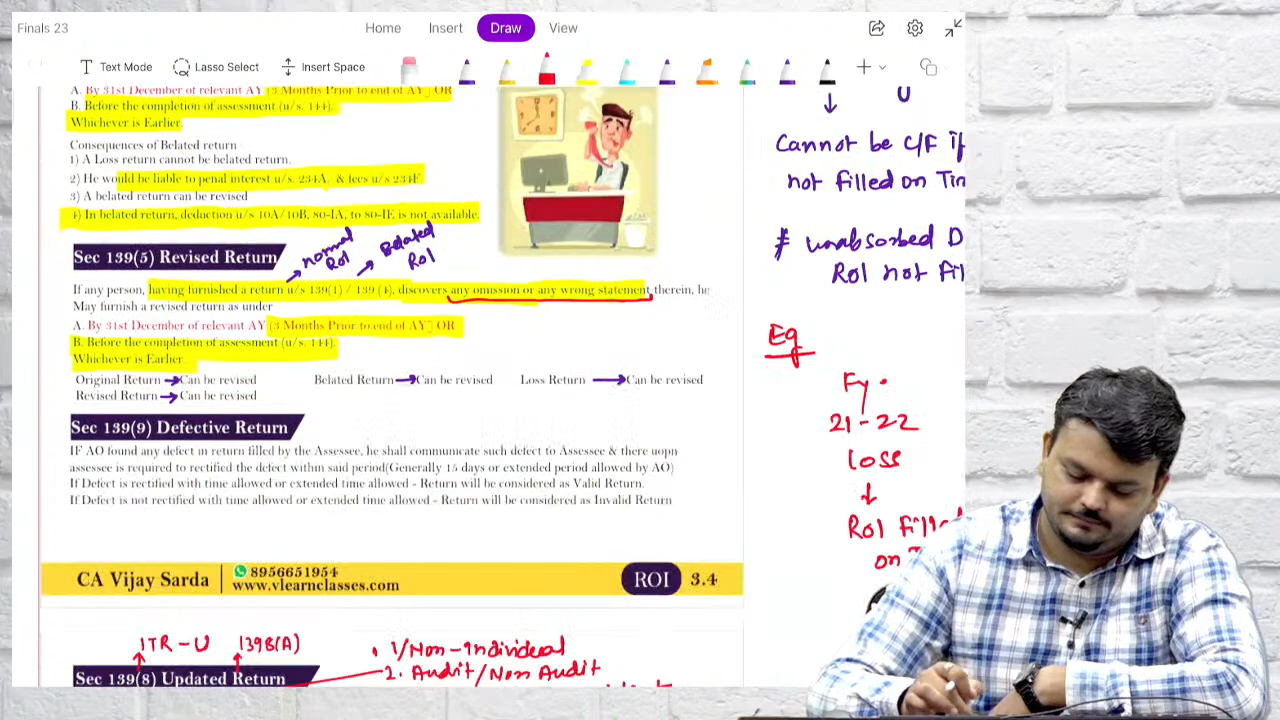 Finals 23
Home Insert Draw View
Text Mode Lasso Select Insert Space
A. By 31st December of relevant AY (3 Months Prior to end of AY] OR
B. Before the completion of assessment (u/s. 144).
Whichever is Earlier.
Consequences of Belated return
1) A Loss return cannot be belated return.
2) He would be liable to penal interest u/s. 234A. & fees u/s 234F.
3) A belated return can be revised
4) In belated return, deduction u/s 10A/10B, 80-IA, to 80-IE is not available.
Sec 139(5) Revised Return
normal
ROI
Belated
ROI
If any person, having furnished a return u/s 139(1) / 139 (4), discovers any omission or any wrong statement therein, he
May furnish a revised return as under
A. By 31st December of relevant AY (3 Months Prior to end of AY] OR
B. Before the completion of assessment (u/s. 144).
Whichever is Earlier.
Original Return Can be revised Belated Return Can be revised Loss Return Can be revised
Revised Return Can be revised
Sec 139(9) Defective Return
IF AO found any defect in return filled by the Assessee, he shall communicate such defect to Assessee & there uopn
assessee is required to rectified the defect within said period(Generally 15 days or extended period allowed by AO)
If Defect is rectified with time allowed or extended time allowed - Return will be considered as Valid Return.
If Defect is not rectified with time allowed or extended time allowed - Return will be considered as Invalid Return
CA Vijay Sarda
8956651954
www.vlearnclasses.com
ROI 3.4
ITR-U 1398(A)
Sec 139(8) Updated Return
1. 1/Non-Individual
2. Audit/Non Audit
U
Cannot be C/F if
not filled on Tim
# unabsorbed D
ROI not fil
Eg
Fy.
21-22
loss
ROI Filled
on